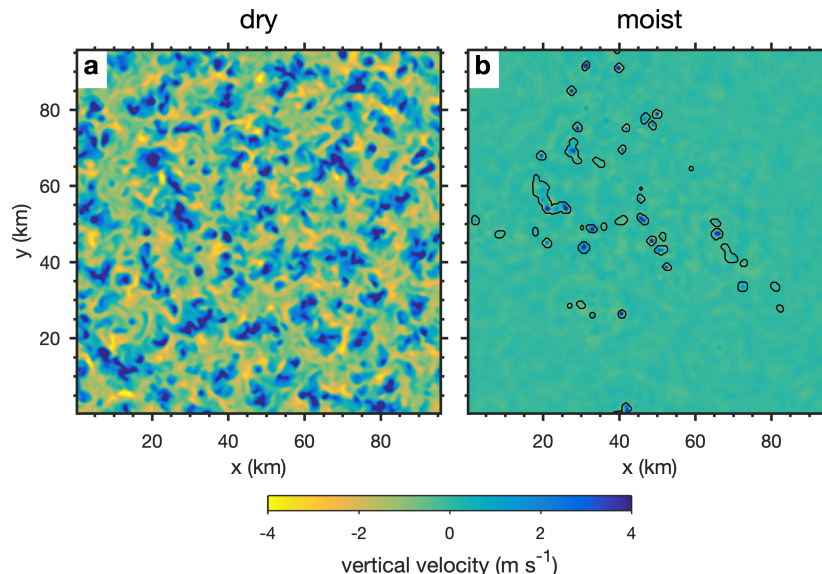 dry
moist
a
b
80
60
40
20
y (km)
20 40 60 80
x (km)
20 40 60 80
x (km)
-4 -2 0 2 4
vertical velocity (m s⁻¹)